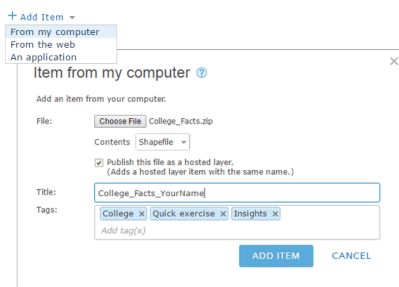 + Add Item
From my computer
From the web
An application
Item from my computer ?
Add an item from your computer.
File: Choose File College_Facts.zip
Contents Shapefile
Publish this file as a hosted layer.
(Adds a hosted layer item with the same name.)
Title: College_Facts_YourName
Tags: College x Quick exercise x Insights x
Add tag(s)
ADD ITEM CANCEL